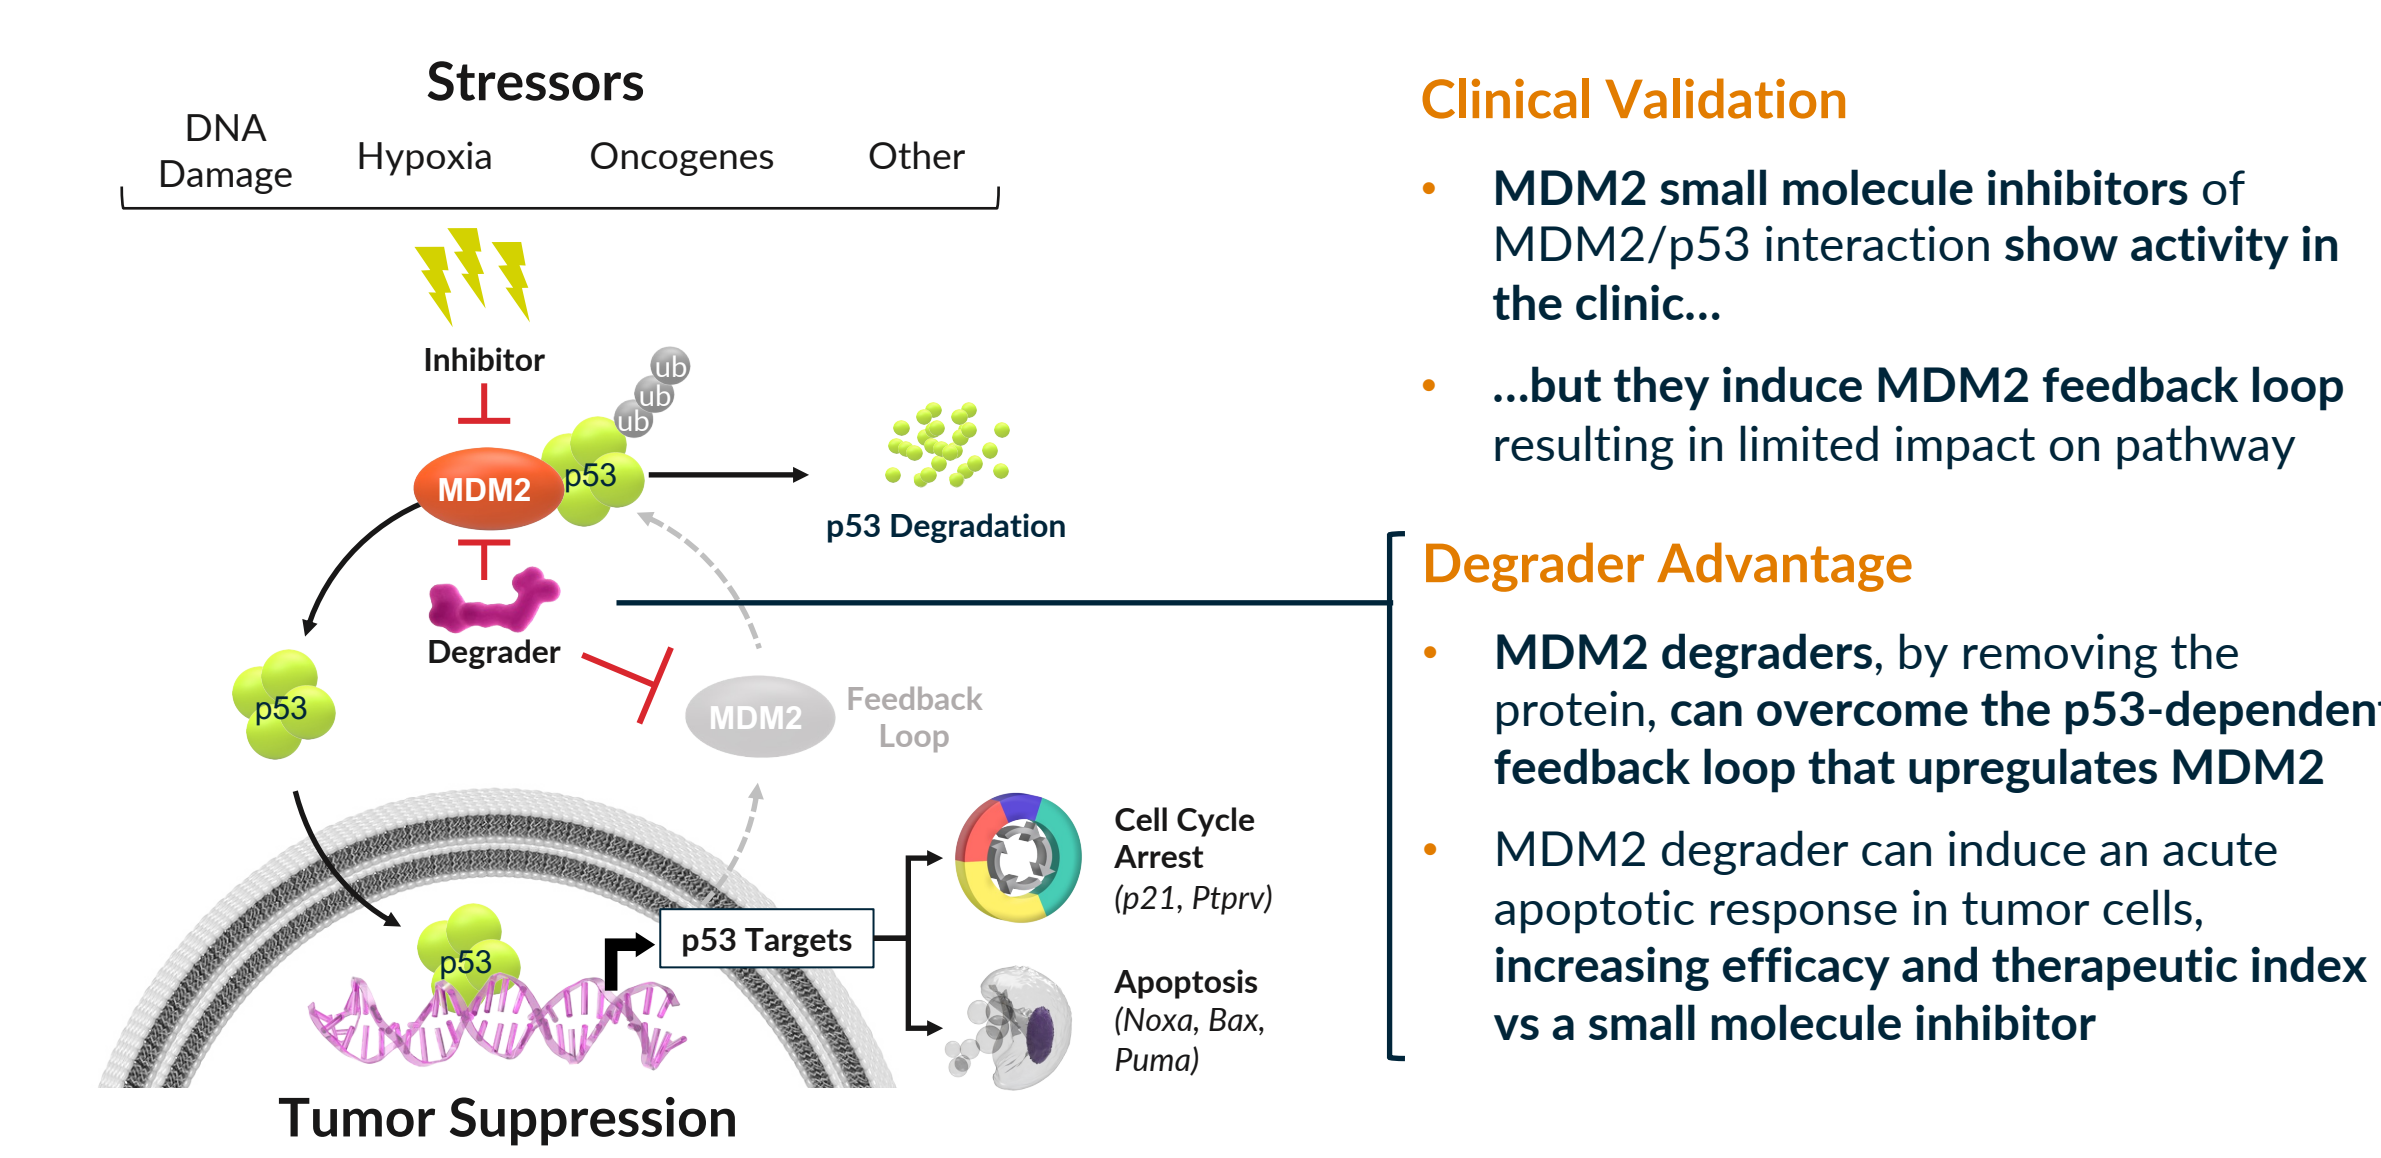 Stressors
DNA
Damage
Hypoxia
Oncogenes
Other
Inhibitor
ub
ub
ub
MDM2
p53
p53 Degradation
Degrader
p53
MDM2
Feedback
Loop
p53
p53 Targets
Cell Cycle
Arrest
(p21, Ptprv)
Apoptosis
(Noxa, Bax,
Puma)
Tumor Suppression
Clinical Validation
• MDM2 small molecule inhibitors of
MDM2/p53 interaction show activity in
the clinic...
• ...but they induce MDM2 feedback loop
resulting in limited impact on pathway
Degrader Advantage
• MDM2 degraders, by removing the
protein, can overcome the p53-dependent
feedback loop that upregulates MDM2
• MDM2 degrader can induce an acute
apoptotic response in tumor cells,
increasing efficacy and therapeutic index
vs a small molecule inhibitor